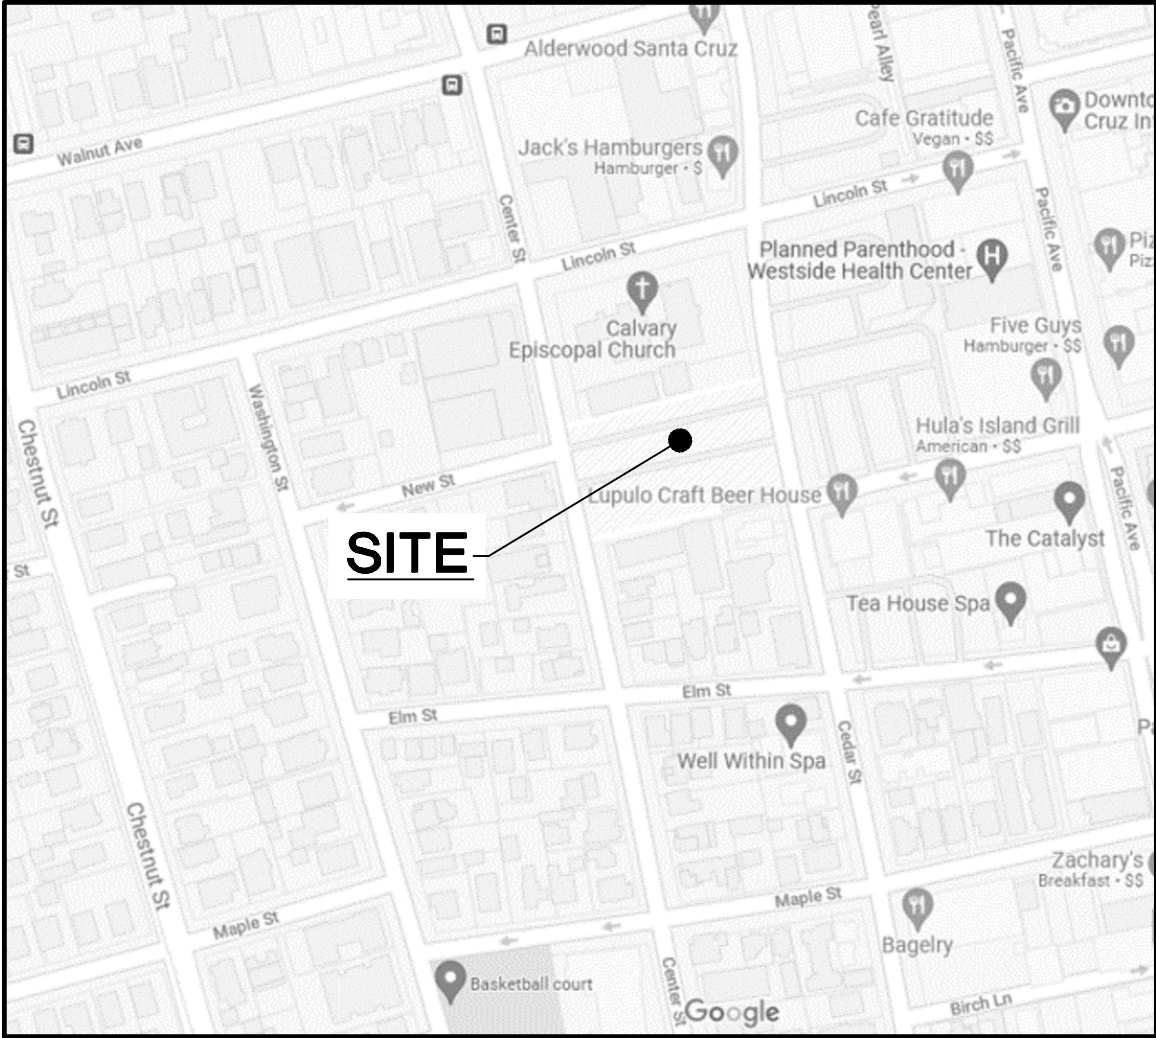 Alderwood Santa Cruz
Pearl Alley
Pacific Ave
Downto
Cruz In
Walnut Ave
Cafe Gratitude
Vegan • $$
Jack's Hamburgers
Hamburger • $
Lincoln St
Center St
Pacific Ave
Lincoln St
Planned Parenthood -
Westside Health Center
Piz
Piz
Calvary
Episcopal Church
Five Guys
Hamburger • $$
Lincoln St
Washington St
Chestnut St
Hula's Island Grill
American • $$
New St
Lupulo Craft Beer House
Pacific Ave
The Catalyst
SITE
St
Tea House Spa
Elm St
Elm St
Well Within Spa
Cedar St
Pa
Chestnut St
Zachary's
Breakfast • $$
Maple St
Maple St
Bagelry
Basketball court
Center St
Google
Birch Ln